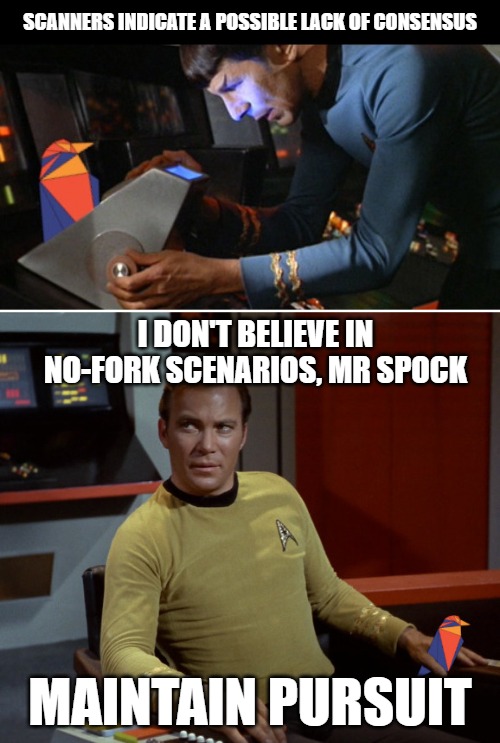 SCANNERS INDICATE A POSSIBLE LACK OF CONSENSUS
I DON'T BELIEVE IN
NO-FORK SCENARIOS, MR SPOCK
MAINTAIN PURSUIT